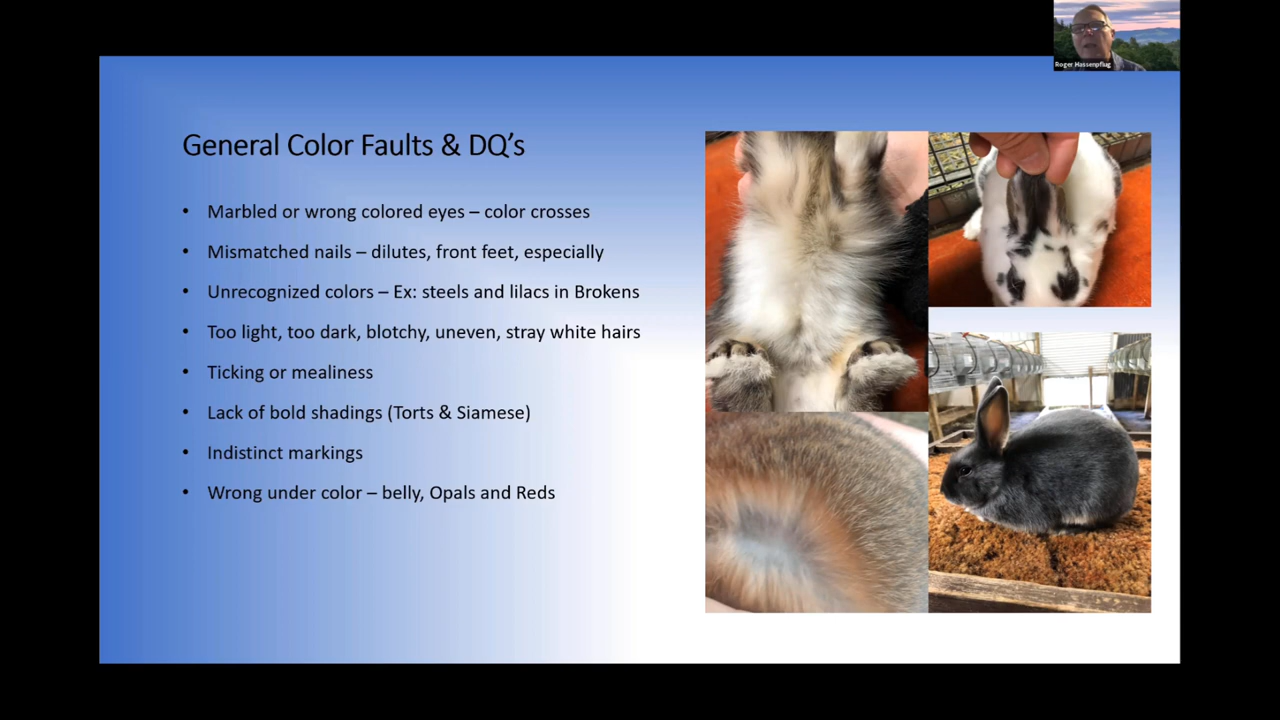 Roger Hassenpflug
General Color Faults & DQ’s
• Marbled or wrong colored eyes – color crosses
• Mismatched nails – dilutes, front feet, especially
• Unrecognized colors – Ex: steels and lilacs in Brokens
• Too light, too dark, blotchy, uneven, stray white hairs
• Ticking or mealiness
• Lack of bold shadings (Torts & Siamese)
• Indistinct markings
• Wrong under color – belly, Opals and Reds